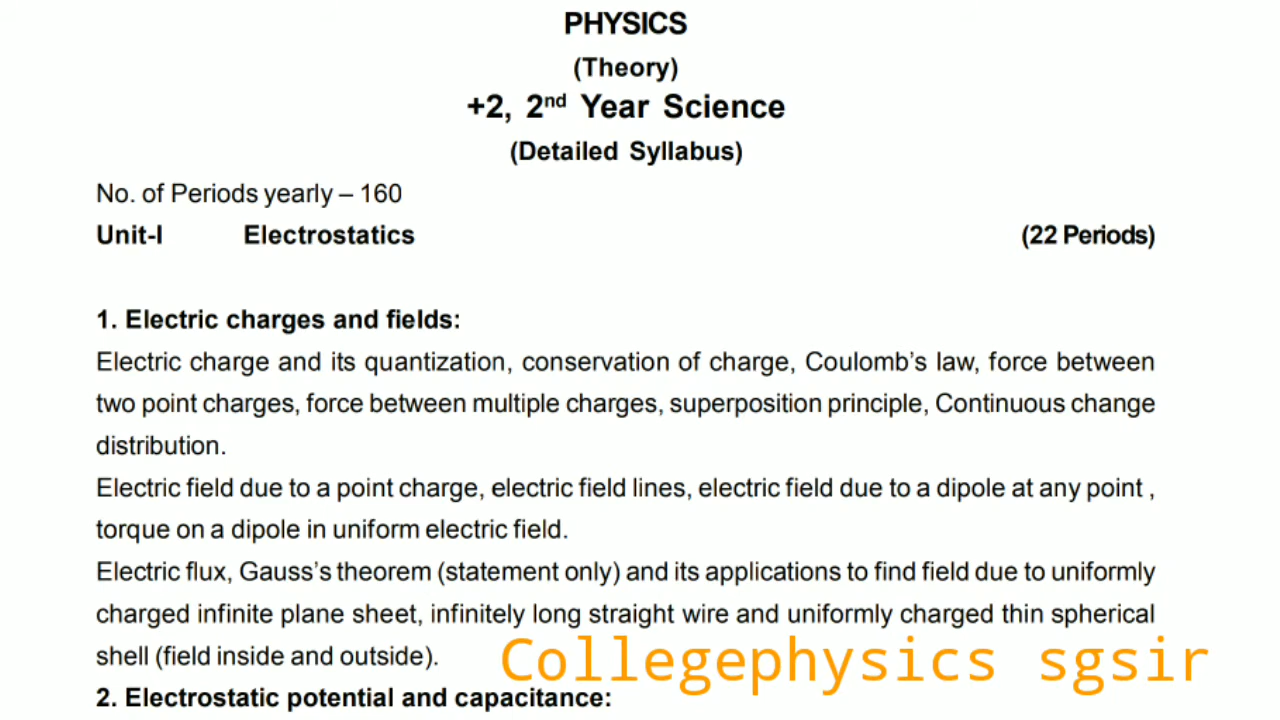 PHYSICS
(Theory)
+2, 2nd Year Science
(Detailed Syllabus)
No. of Periods yearly – 160
Unit-I Electrostatics (22 Periods)
1. Electric charges and fields:
Electric charge and its quantization, conservation of charge, Coulomb’s law, force between
two point charges, force between multiple charges, superposition principle, Continuous change
distribution.
Electric field due to a point charge, electric field lines, electric field due to a dipole at any point ,
torque on a dipole in uniform electric field.
Electric flux, Gauss’s theorem (statement only) and its applications to find field due to uniformly
charged infinite plane sheet, infinitely long straight wire and uniformly charged thin spherical
shell (field inside and outside).
Collegephysics sgsir
2. Electrostatic potential and capacitance: